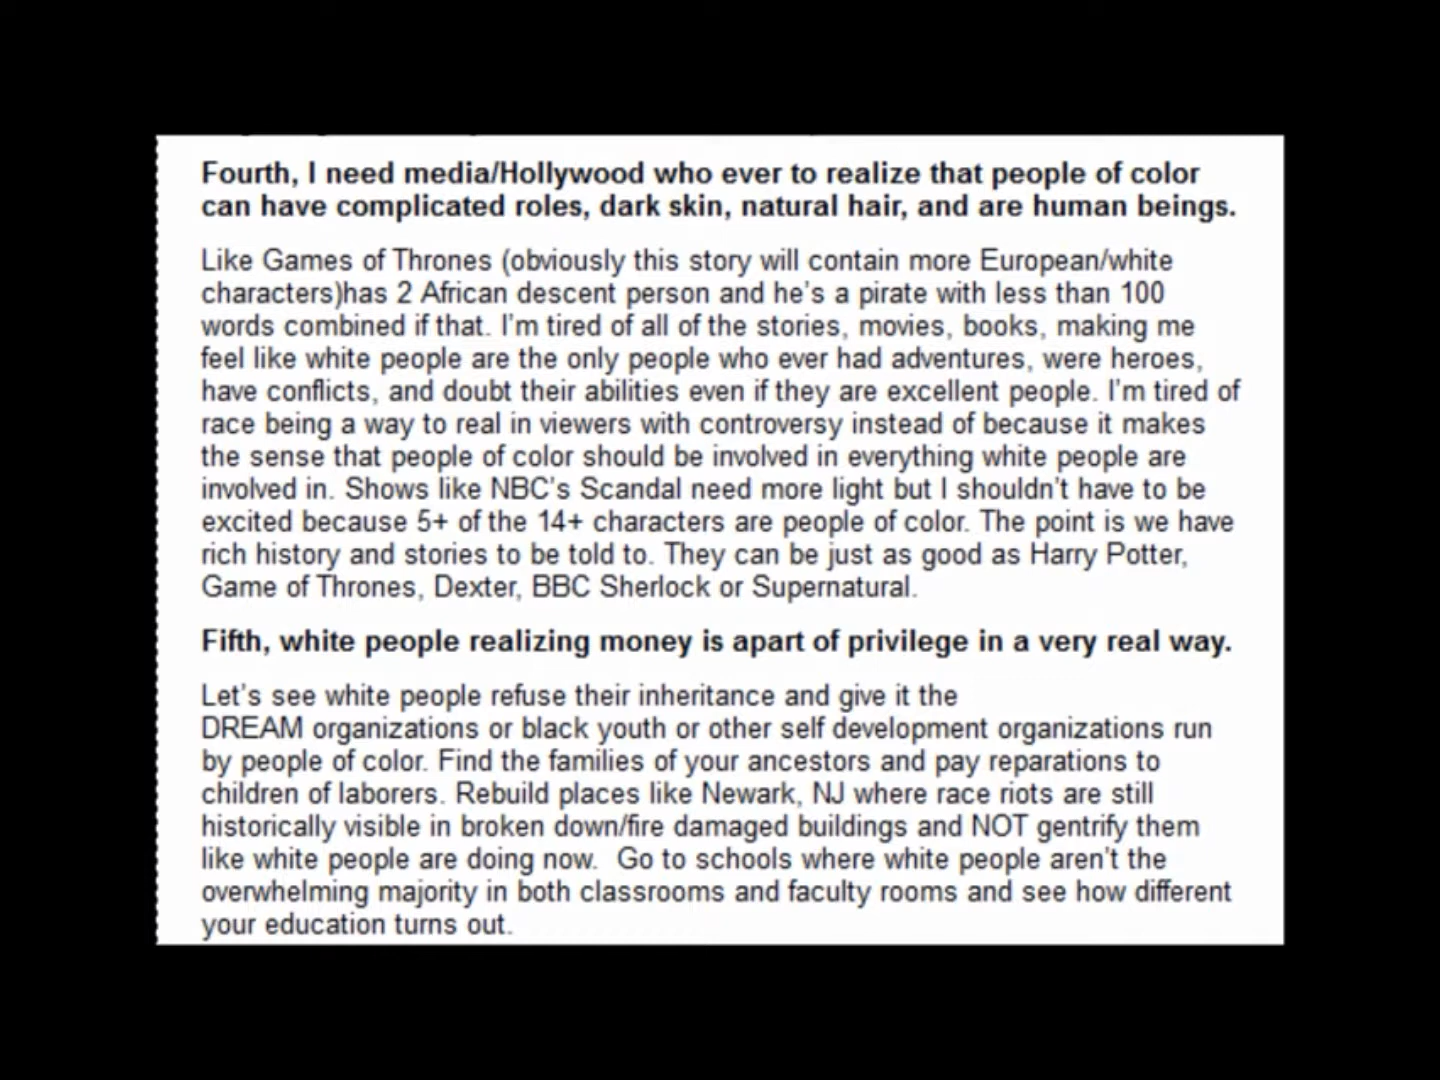 Fourth, I need media/Hollywood who ever to realize that people of color
can have complicated roles, dark skin, natural hair, and are human beings.
Like Games of Thrones (obviously this story will contain more European/white
characters)has 2 African descent person and he's a pirate with less than 100
words combined if that. I'm tired of all of the stories, movies, books, making me
feel like white people are the only people who ever had adventures, were heroes,
have conflicts, and doubt their abilities even if they are excellent people. I'm tired of
race being a way to real in viewers with controversy instead of because it makes
the sense that people of color should be involved in everything white people are
involved in. Shows like NBC's Scandal need more light but I shouldn't have to be
excited because 5+ of the 14+ characters are people of color. The point is we have
rich history and stories to be told to. They can be just as good as Harry Potter,
Game of Thrones, Dexter, BBC Sherlock or Supernatural.
Fifth, white people realizing money is apart of privilege in a very real way.
Let's see white people refuse their inheritance and give it the
DREAM organizations or black youth or other self development organizations run
by people of color. Find the families of your ancestors and pay reparations to
children of laborers. Rebuild places like Newark, NJ where race riots are still
historically visible in broken down/fire damaged buildings and NOT gentrify them
like white people are doing now.  Go to schools where white people aren't the
overwhelming majority in both classrooms and faculty rooms and see how different
your education turns out.